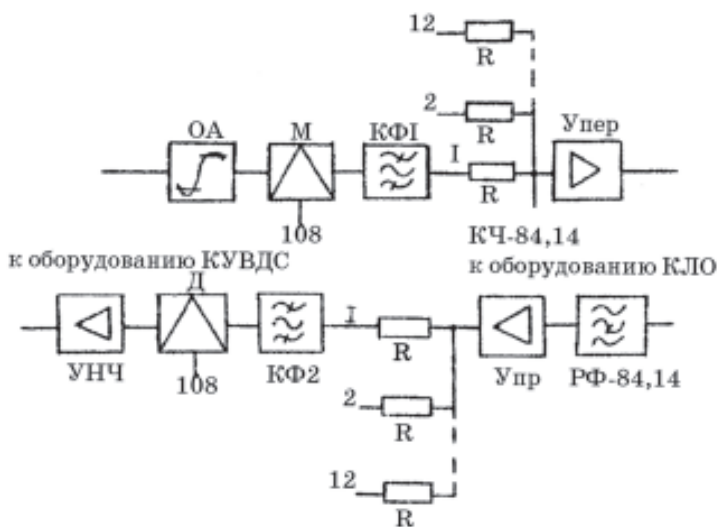 12
R
2
R
ОА
М
КФ1
I
R
Упер
108
КЧ-84,14
к оборудованию КУВДС
к оборудованию КЛО
Д
I
R
УНЧ
108
КФ2
Упр
РФ-84,14
2
R
12
R